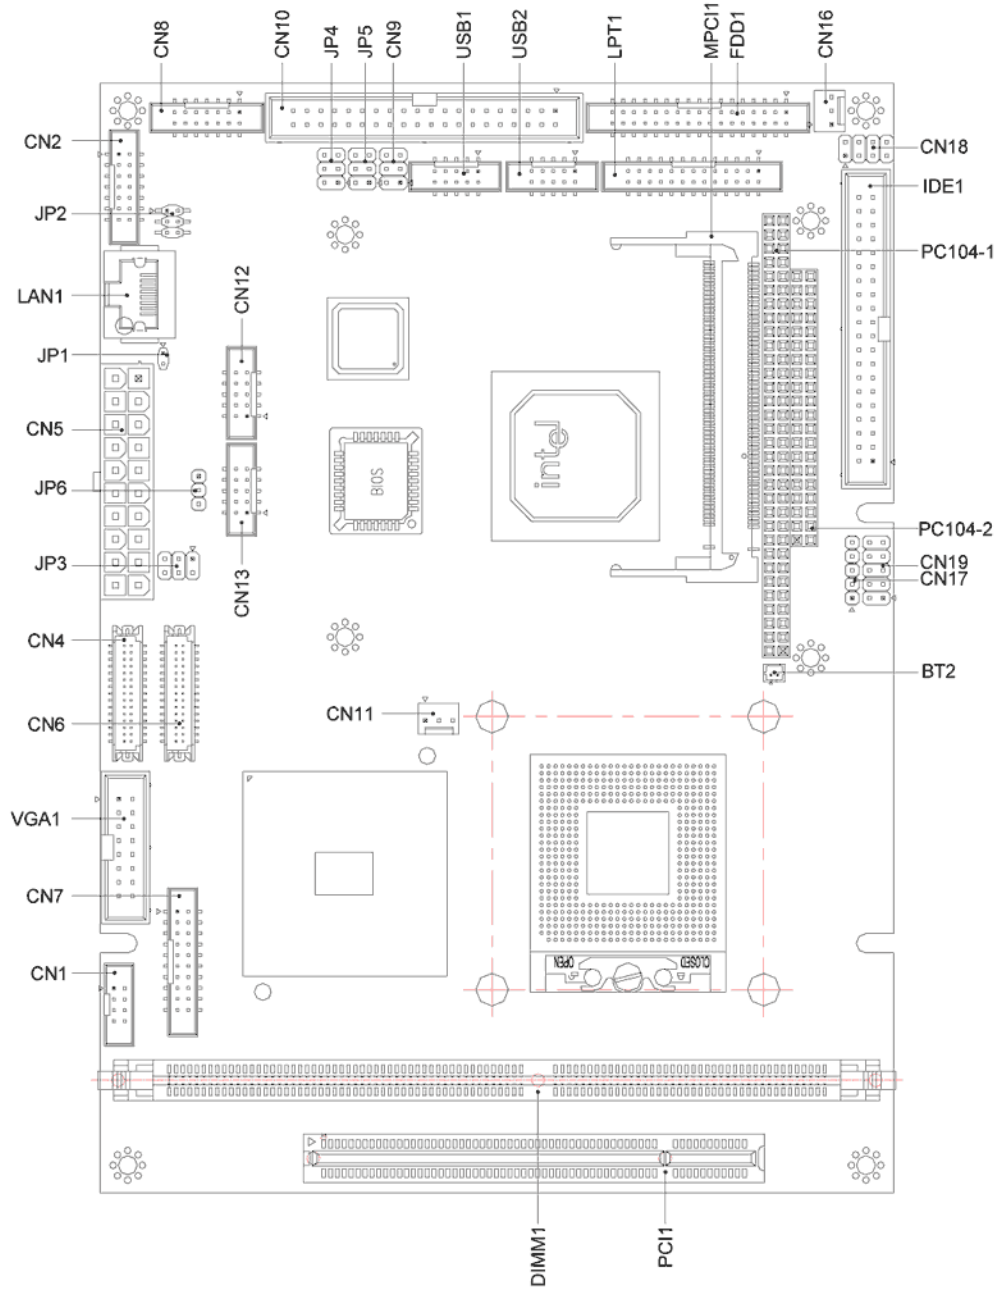 CN8
CN10
JP4
JP5
CN9
USB1
USB2
LPT1
MPCI1
FDD1
CN16
CN2
CN18
IDE1
JP2
PC104-1
LAN1
CN12
JP1
CN5
intel
BIOS
JP6
PC104-2
JP3
CN13
CN19
CN17
CN4
BT2
CN6
CN11
VGA1
CN7
CN1
OPEN
CLOSED
DIMM1
PCI1